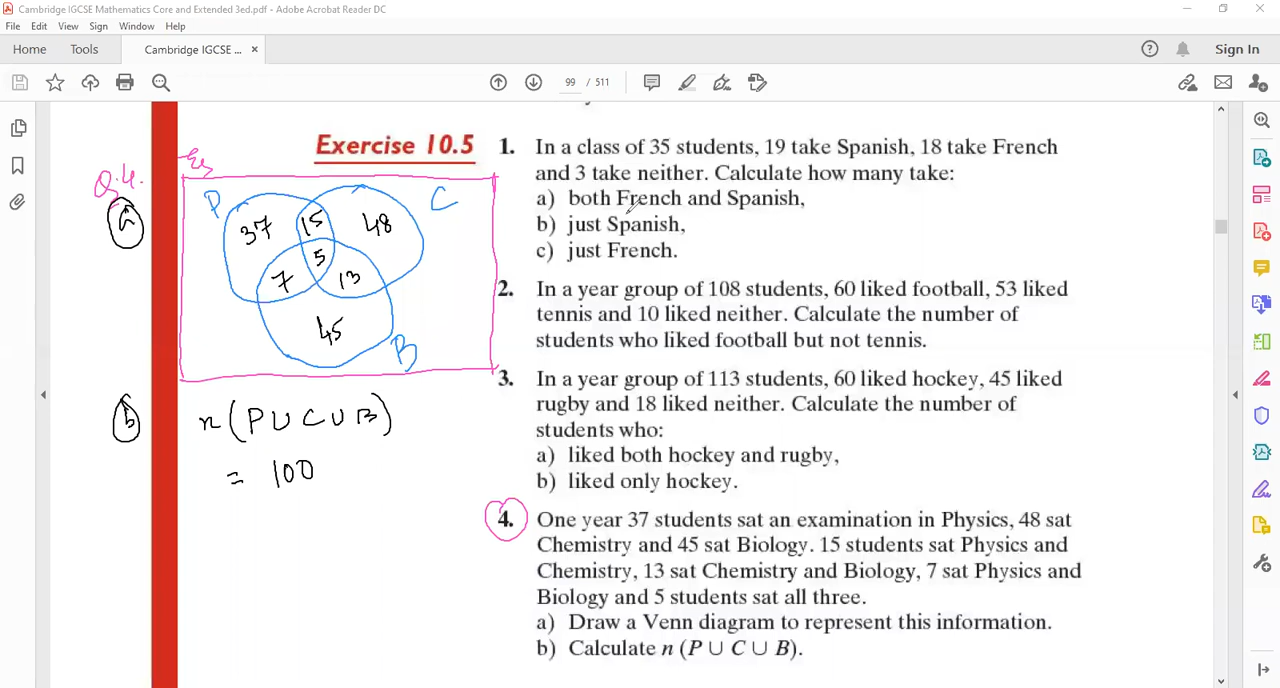 Cambridge IGCSE Mathematics Core and Extended 3ed.pdf - Adobe Acrobat Reader DC
File Edit View Sign Window Help
Home Tools Cambridge IGCSE ... × Sign In
99 / 511
Exercise 10.5
1. In a class of 35 students, 19 take Spanish, 18 take French
and 3 take neither. Calculate how many take:
a) both French and Spanish,
b) just Spanish,
c) just French.
2. In a year group of 108 students, 60 liked football, 53 liked
tennis and 10 liked neither. Calculate the number of
students who liked football but not tennis.
3. In a year group of 113 students, 60 liked hockey, 45 liked
rugby and 18 liked neither. Calculate the number of
students who:
a) liked both hockey and rugby,
b) liked only hockey.
4. One year 37 students sat an examination in Physics, 48 sat
Chemistry and 45 sat Biology. 15 students sat Physics and
Chemistry, 13 sat Chemistry and Biology, 7 sat Physics and
Biology and 5 students sat all three.
a) Draw a Venn diagram to represent this information.
b) Calculate n (P ∪ C ∪ B).
Q.4.
a
P C
37 15 48
5
7 13
45
B
b n(P ∪ C ∪ B)
= 100